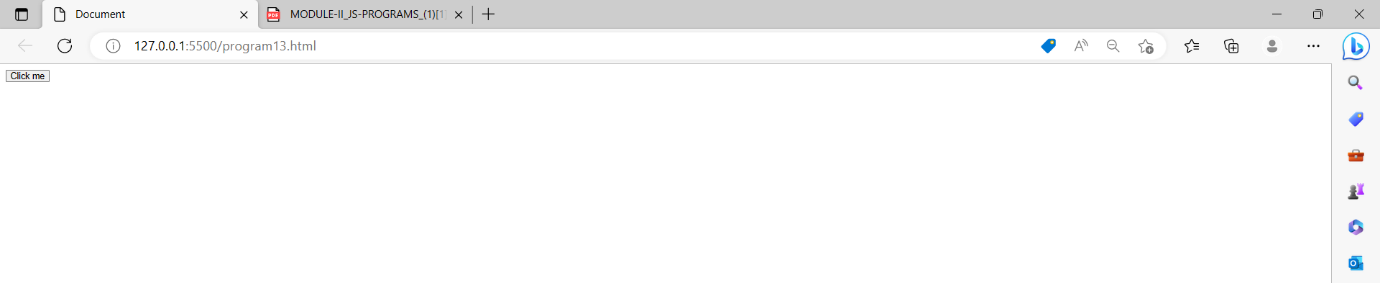 Document
MODULE-II_JS-PROGRAMS_(1)[1]
127.0.0.1:5500/program13.html
Click me